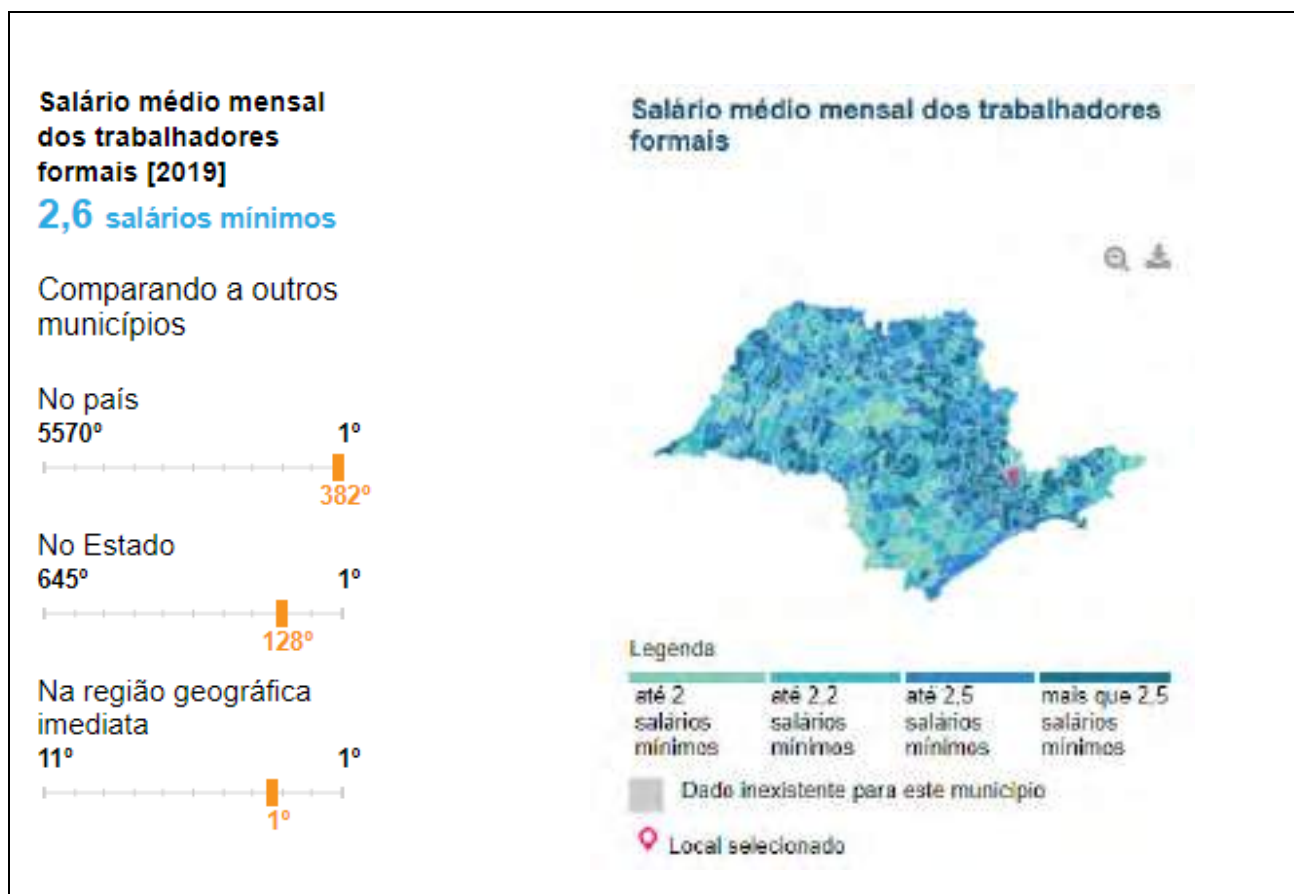 Salário médio mensal
dos trabalhadores
formais [2019]
2,6 salários mínimos
Comparando a outros
municípios
No país
5570º 1º
382º
No Estado
645º 1º
128º
Na região geográfica
imediata
11º 1º
1º
Salário médio mensal dos trabalhadores
formais
Legenda
até 2
salários
mínimos
até 2,2
salários
mínimos
até 2,5
salários
mínimos
mais que 2,5
salários
mínimos
Dado inexistente para este município
Local selecionado